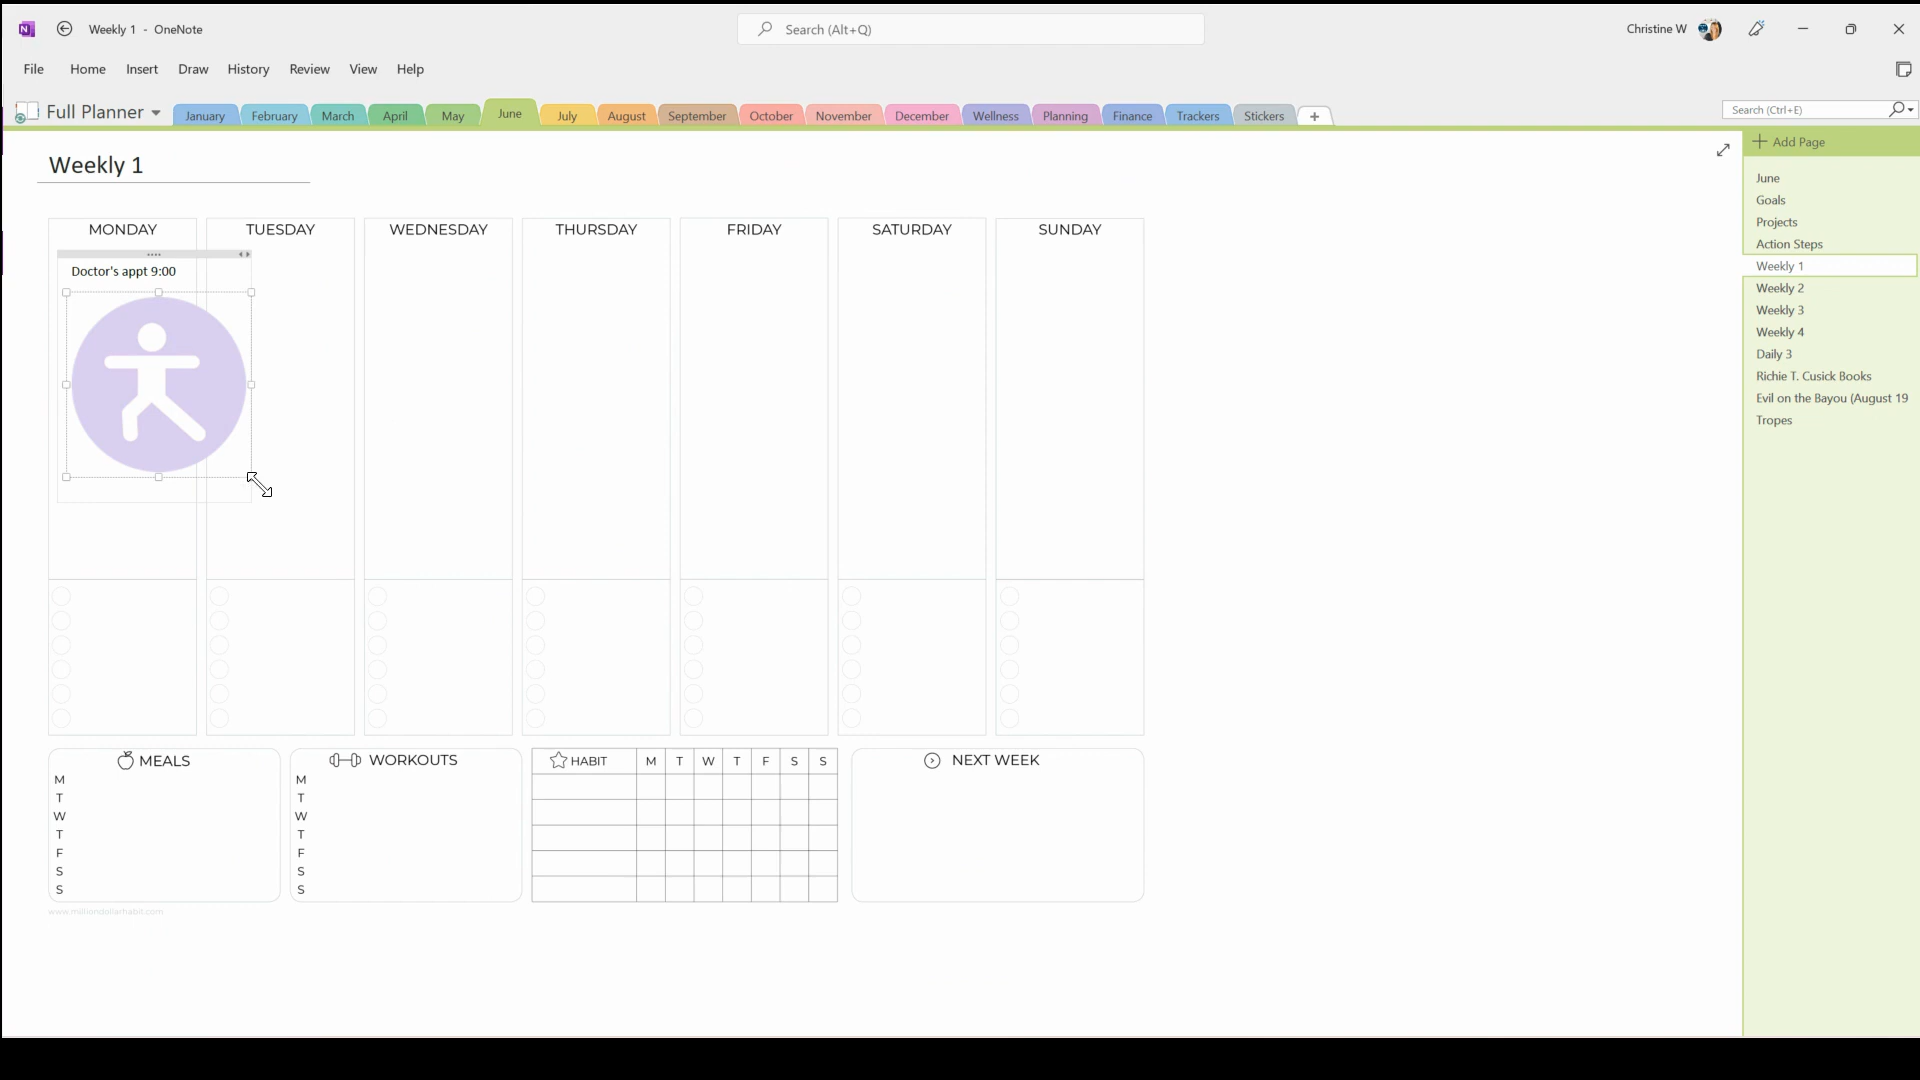 Weekly 1 - OneNote
Search (Alt+Q)
Christine W
File Home Insert Draw History Review View Help
Full Planner January February March April May June July August September October November December Wellness Planning Finance Trackers Stickers +
Search (Ctrl+E)
Add Page
June
Goals
Projects
Action Steps
Weekly 1
Weekly 2
Weekly 3
Weekly 4
Daily 3
Richie T. Cusick Books
Evil on the Bayou (August 19
Tropes
Weekly 1
MONDAY TUESDAY WEDNESDAY THURSDAY FRIDAY SATURDAY SUNDAY
Doctor's appt 9:00
MEALS
M
T
W
T
F
S
S
WORKOUTS
M
T
W
T
F
S
S
HABIT M T W T F S S
NEXT WEEK
www.milliondollarhabit.com